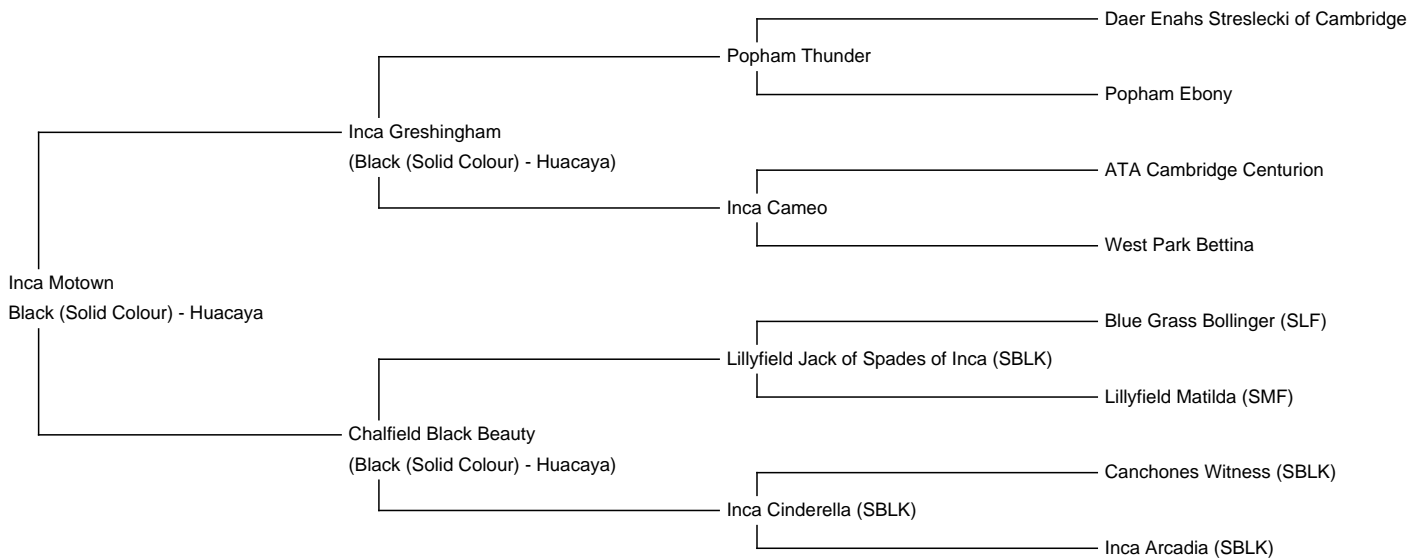 Daer Enahs Streslecki of Cambridge
Popham Thunder
Popham Ebony
Inca Greshingham
(Black (Solid Colour) - Huacaya)
ATA Cambridge Centurion
Inca Cameo
West Park Bettina
Inca Motown
Black (Solid Colour) - Huacaya
Blue Grass Bollinger (SLF)
Lillyfield Jack of Spades of Inca (SBLK)
Lillyfield Matilda (SMF)
Chalfield Black Beauty
(Black (Solid Colour) - Huacaya)
Canchones Witness (SBLK)
Inca Cinderella (SBLK)
Inca Arcadia (SBLK)